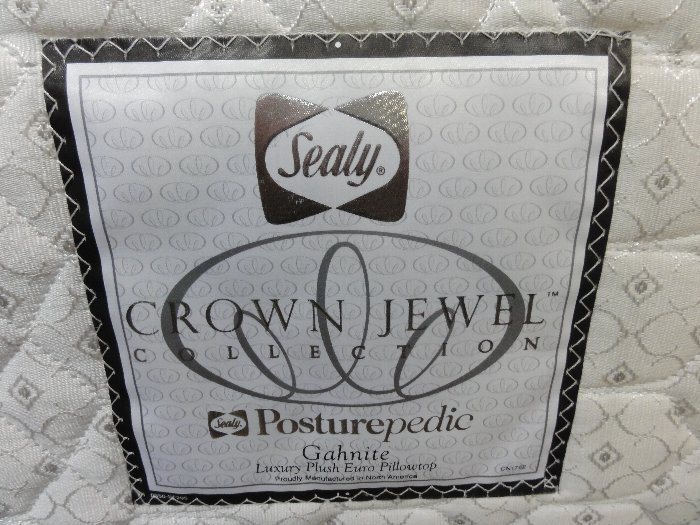 Sealy®
CROWN JEWEL™
COLLECTION
Sealy Posturepedic
Gahnite
Luxury Plush Euro Pillowtop
Proudly Manufactured in North America